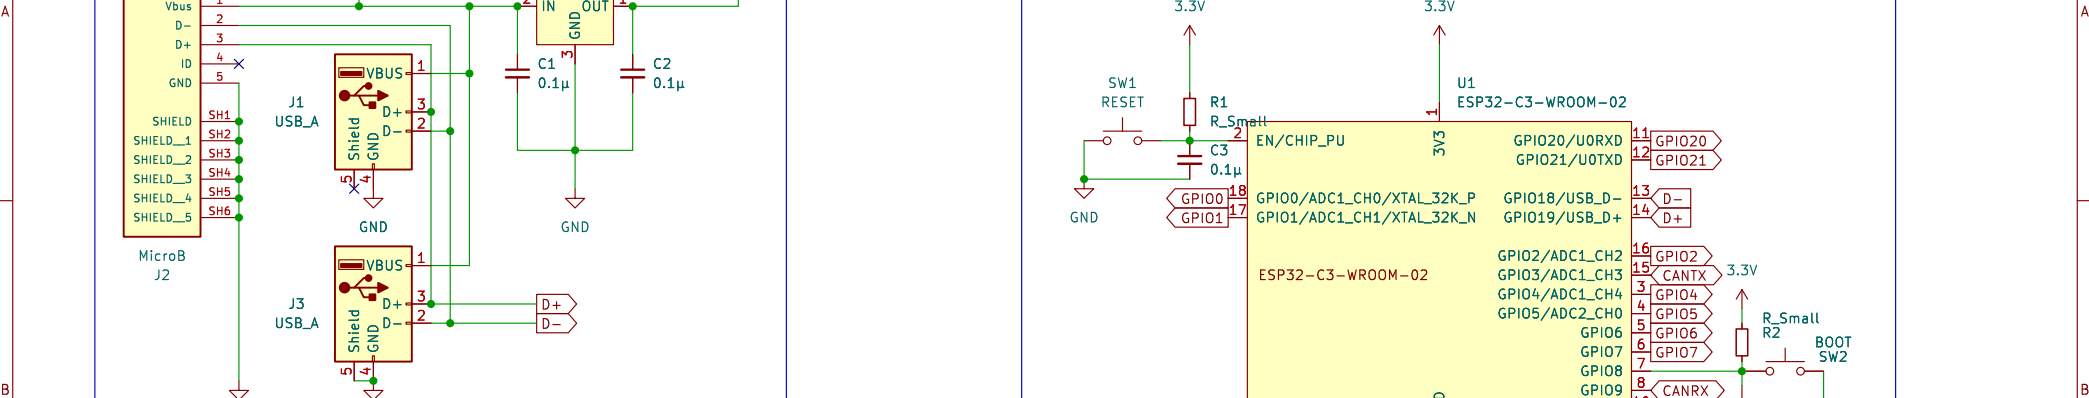 A
Vbus 1
D- 2
D+ 3
ID 4
GND 5
SHIELD SH1
SHIELD__1 SH2
SHIELD__2 SH3
SHIELD__3 SH4
SHIELD__4 SH5
SHIELD__5 SH6
MicroB
J2
J1
USB_A
VBUS 1
D+ 3
D- 2
Shield 5
GND 4
GND
J3
USB_A
VBUS 1
D+ 3
D- 2
Shield 5
GND 4
D+
D-
2 IN
OUT 1
GND
3
C1
0.1µ
C2
0.1µ
GND
3.3V
SW1
RESET
R1
R_Small
C3
0.1µ
GND
3.3V
U1
ESP32-C3-WROOM-02
1
3V3
2 EN/CHIP_PU
GPIO0 18 GPIO0/ADC1_CH0/XTAL_32K_P
GPIO1 17 GPIO1/ADC1_CH1/XTAL_32K_N
ESP32-C3-WROOM-02
GPIO20/U0RXD 11 GPIO20
GPIO21/U0TXD 12 GPIO21
GPIO18/USB_D- 13 D-
GPIO19/USB_D+ 14 D+
GPIO2/ADC1_CH2 16 GPIO2
GPIO3/ADC1_CH3 15 CANTX
GPIO4/ADC1_CH4 3 GPIO4
GPIO5/ADC2_CH0 4 GPIO5
GPIO6 5 GPIO6
GPIO7 6 GPIO7
GPIO8 7
GPIO9 8 CANRX
3.3V
R_Small
R2
BOOT
SW2
A
B
B